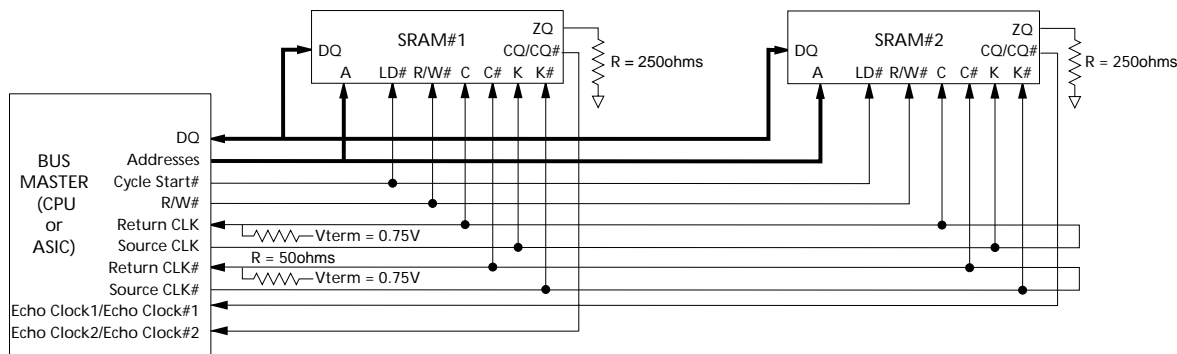 SRAM#1
ZQ
CQ/CQ#
DQ
A
LD#
R/W#
C
C#
K
K#
R = 250ohms
SRAM#2
ZQ
CQ/CQ#
DQ
A
LD#
R/W#
C
C#
K
K#
R = 250ohms
BUS
MASTER
(CPU
or
ASIC)
DQ
Addresses
Cycle Start#
R/W#
Return CLK
Source CLK
Return CLK#
Source CLK#
Echo Clock1/Echo Clock#1
Echo Clock2/Echo Clock#2
Vterm = 0.75V
R = 50ohms
Vterm = 0.75V